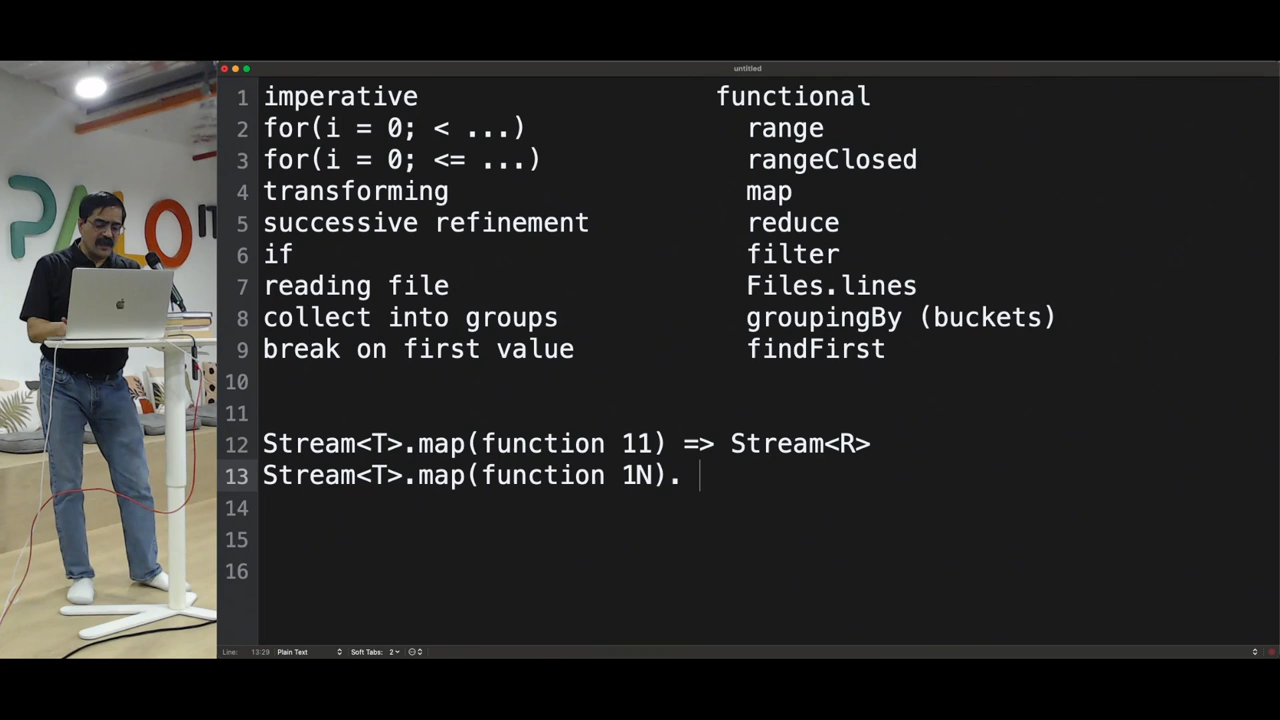 untitled
PALO IT
1 imperative functional
2 for(i = 0; < ...) range
3 for(i = 0; <= ...) rangeClosed
4 transforming map
5 successive refinement reduce
6 if filter
7 reading file Files.lines
8 collect into groups groupingBy (buckets)
9 break on first value findFirst
10
11
12 Stream<T>.map(function 11) => Stream<R>
13 Stream<T>.map(function 1N).
14
15
16
Line: 13:29 Plain Text Soft Tabs: 2